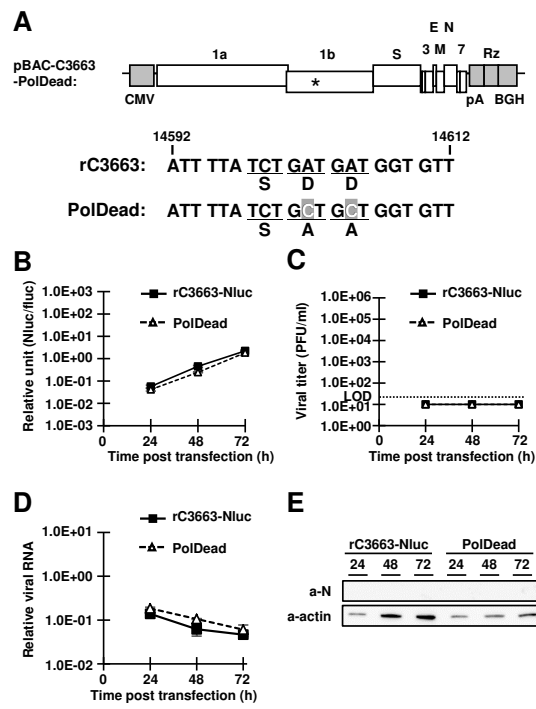 A
E N
1a 1b S 3 M 7 Rz
pBAC-C3663
-PolDead:
*
CMV pA BGH
14592 14612
rC3663: ATT TTA TCT GAT GAT GGT GTT
S D D
PolDead: ATT TTA TCT GCT GCT GGT GTT
S A A
B
Relative unit (Nluc/fluc)
1.0E+03
1.0E+02
1.0E+01
1.0E+00
1.0E-01
1.0E-02
1.0E-03
rC3663-Nluc
PolDead
0 24 48 72
Time post transfection (h)
C
Viral titer (PFU/ml)
1.0E+06
1.0E+05
1.0E+04
1.0E+03
1.0E+02
LOD
1.0E+01
1.0E+00
rC3663-Nluc
PolDead
0 24 48 72
Time post transfection (h)
D
Relative viral RNA
1.0E+01
1.0E+00
1.0E-01
1.0E-02
rC3663-Nluc
PolDead
0 24 48 72
Time post transfection (h)
E
rC3663-Nluc PolDead
24 48 72 24 48 72
a-N
a-actin